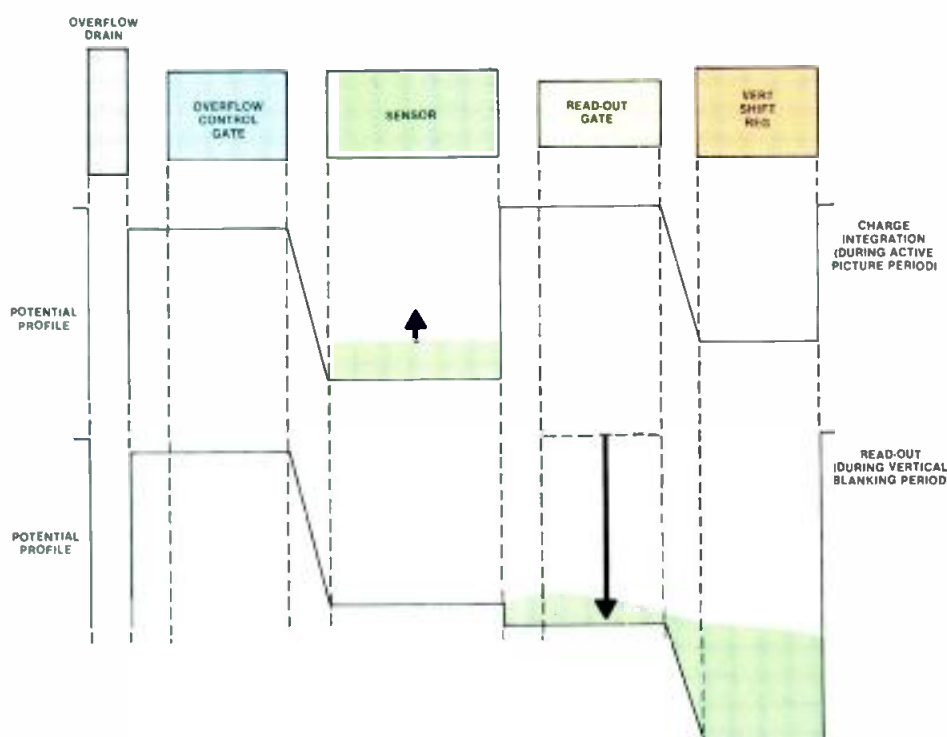 OVERFLOW
DRAIN
OVERFLOW
CONTROL
GATE
SENSOR
READ-OUT
GATE
VERT
SHIFT
REG
CHARGE
INTEGRATION
(DURING ACTIVE
PICTURE PERIOD)
POTENTIAL
PROFILE
READ-OUT
(DURING VERTICAL
BLANKING PERIOD
POTENTIAL
PROFILE